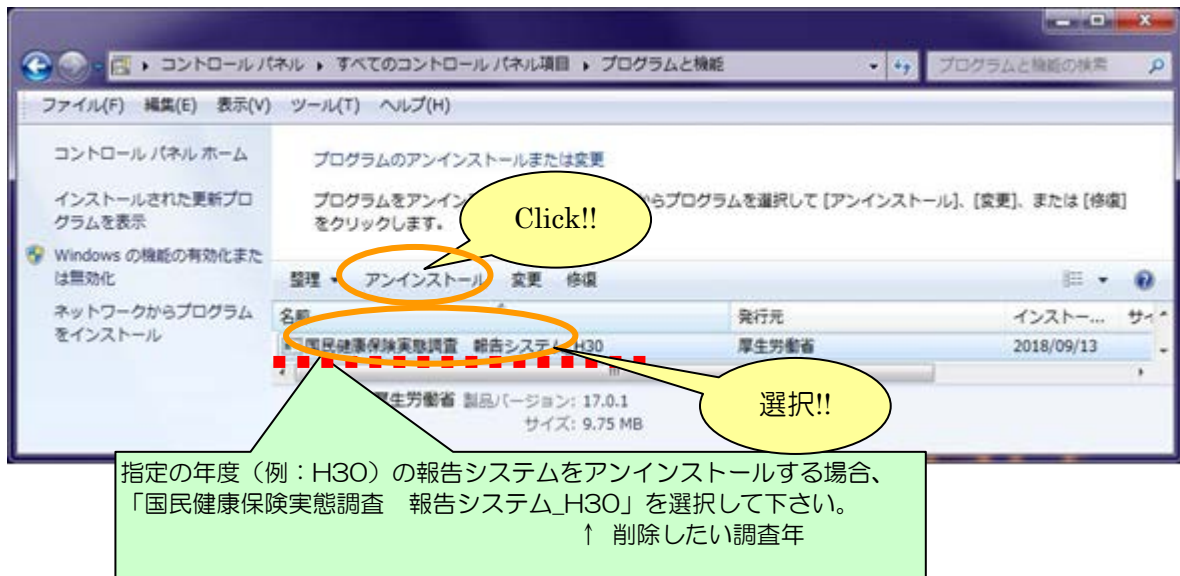 コントロール パネル ▸ すべてのコントロール パネル項目 ▸ プログラムと機能
プログラムと機能の検索
ファイル(F) 編集(E) 表示(V) ツール(T) ヘルプ(H)
コントロール パネル ホーム
インストールされた更新プロ
グラムを表示
Windows の機能の有効化また
は無効化
ネットワークからプログラム
をインストール
プログラムのアンインストールまたは変更
プログラムをアンイン からプログラムを選択して [アンインストール]、[変更]、または [修復]
をクリックします。
Click!!
整理 アンインストール 変更 修復
名前 発行元 インストー... サイ
国民健康保険実態調査 報告システム_H30 厚生労働省 2018/09/13
厚生労働省 製品バージョン: 17.0.1
サイズ: 9.75 MB
選択!!
指定の年度(例:H30)の報告システムをアンインストールする場合、
「国民健康保険実態調査 報告システム_H30」を選択して下さい。
↑ 削除したい調査年